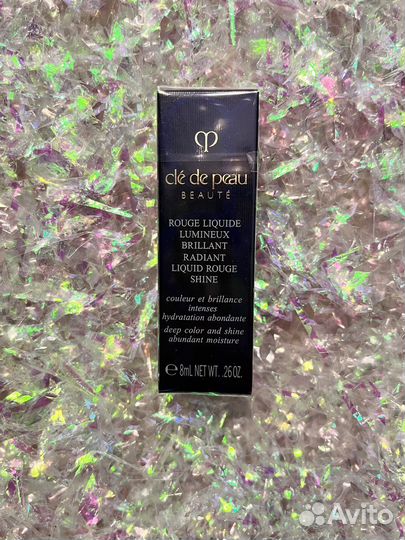 clé de peau
BEAUTÉ
ROUGE LIQUIDE
LUMINEUX
BRILLANT
RADIANT
LIQUID ROUGE
SHINE
couleur et brillance
intenses
hydratation abondante
deep color and shine
abundant moisture
℮8mL NET WT. .26 OZ.
Avito